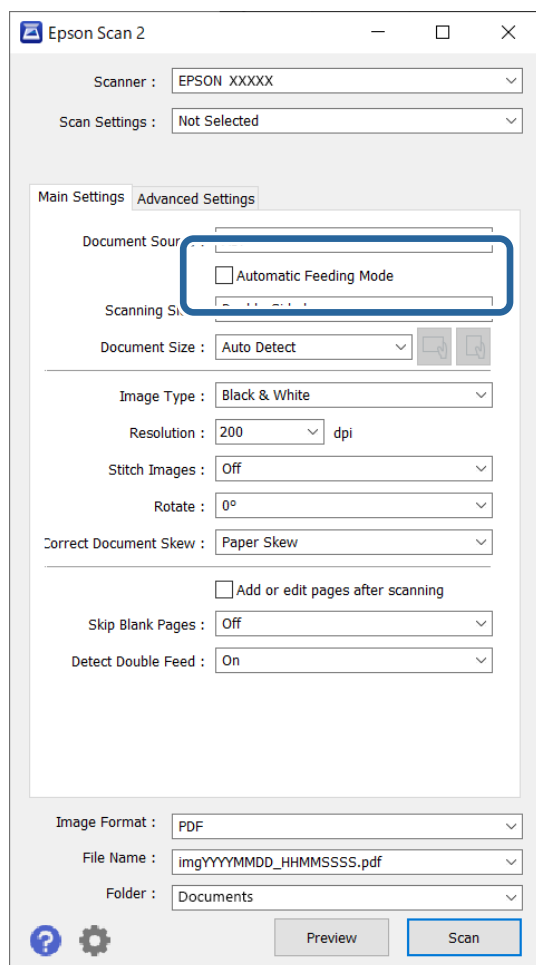 Epson Scan 2
Scanner : EPSON XXXXX
Scan Settings : Not Selected
Main Settings Advanced Settings
Document
Automatic Feeding Mode
Scanning
Document Size : Auto Detect
Image Type : Black & White
Resolution : 200 dpi
Stitch Images : Off
Rotate : 0°
Correct Document Skew : Paper Skew
Add or edit pages after scanning
Skip Blank Pages : Off
Detect Double Feed : On
Image Format : PDF
File Name : imgYYYYMMDD_HHMMSSSS.pdf
Folder : Documents
Preview Scan